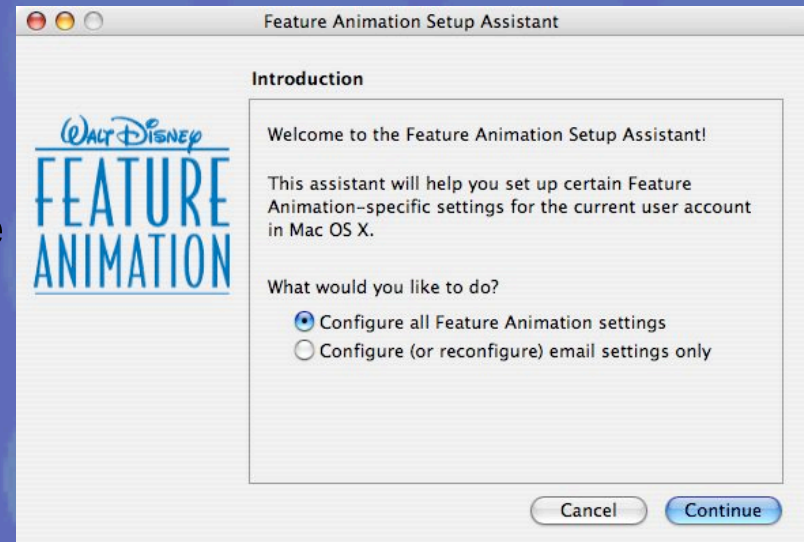 Feature Animation Setup Assistant
Introduction
WALT DISNEY
FEATURE
ANIMATION
Welcome to the Feature Animation Setup Assistant!
This assistant will help you set up certain Feature
Animation-specific settings for the current user account
in Mac OS X.
What would you like to do?
Configure all Feature Animation settings
Configure (or reconfigure) email settings only
Cancel
Continue